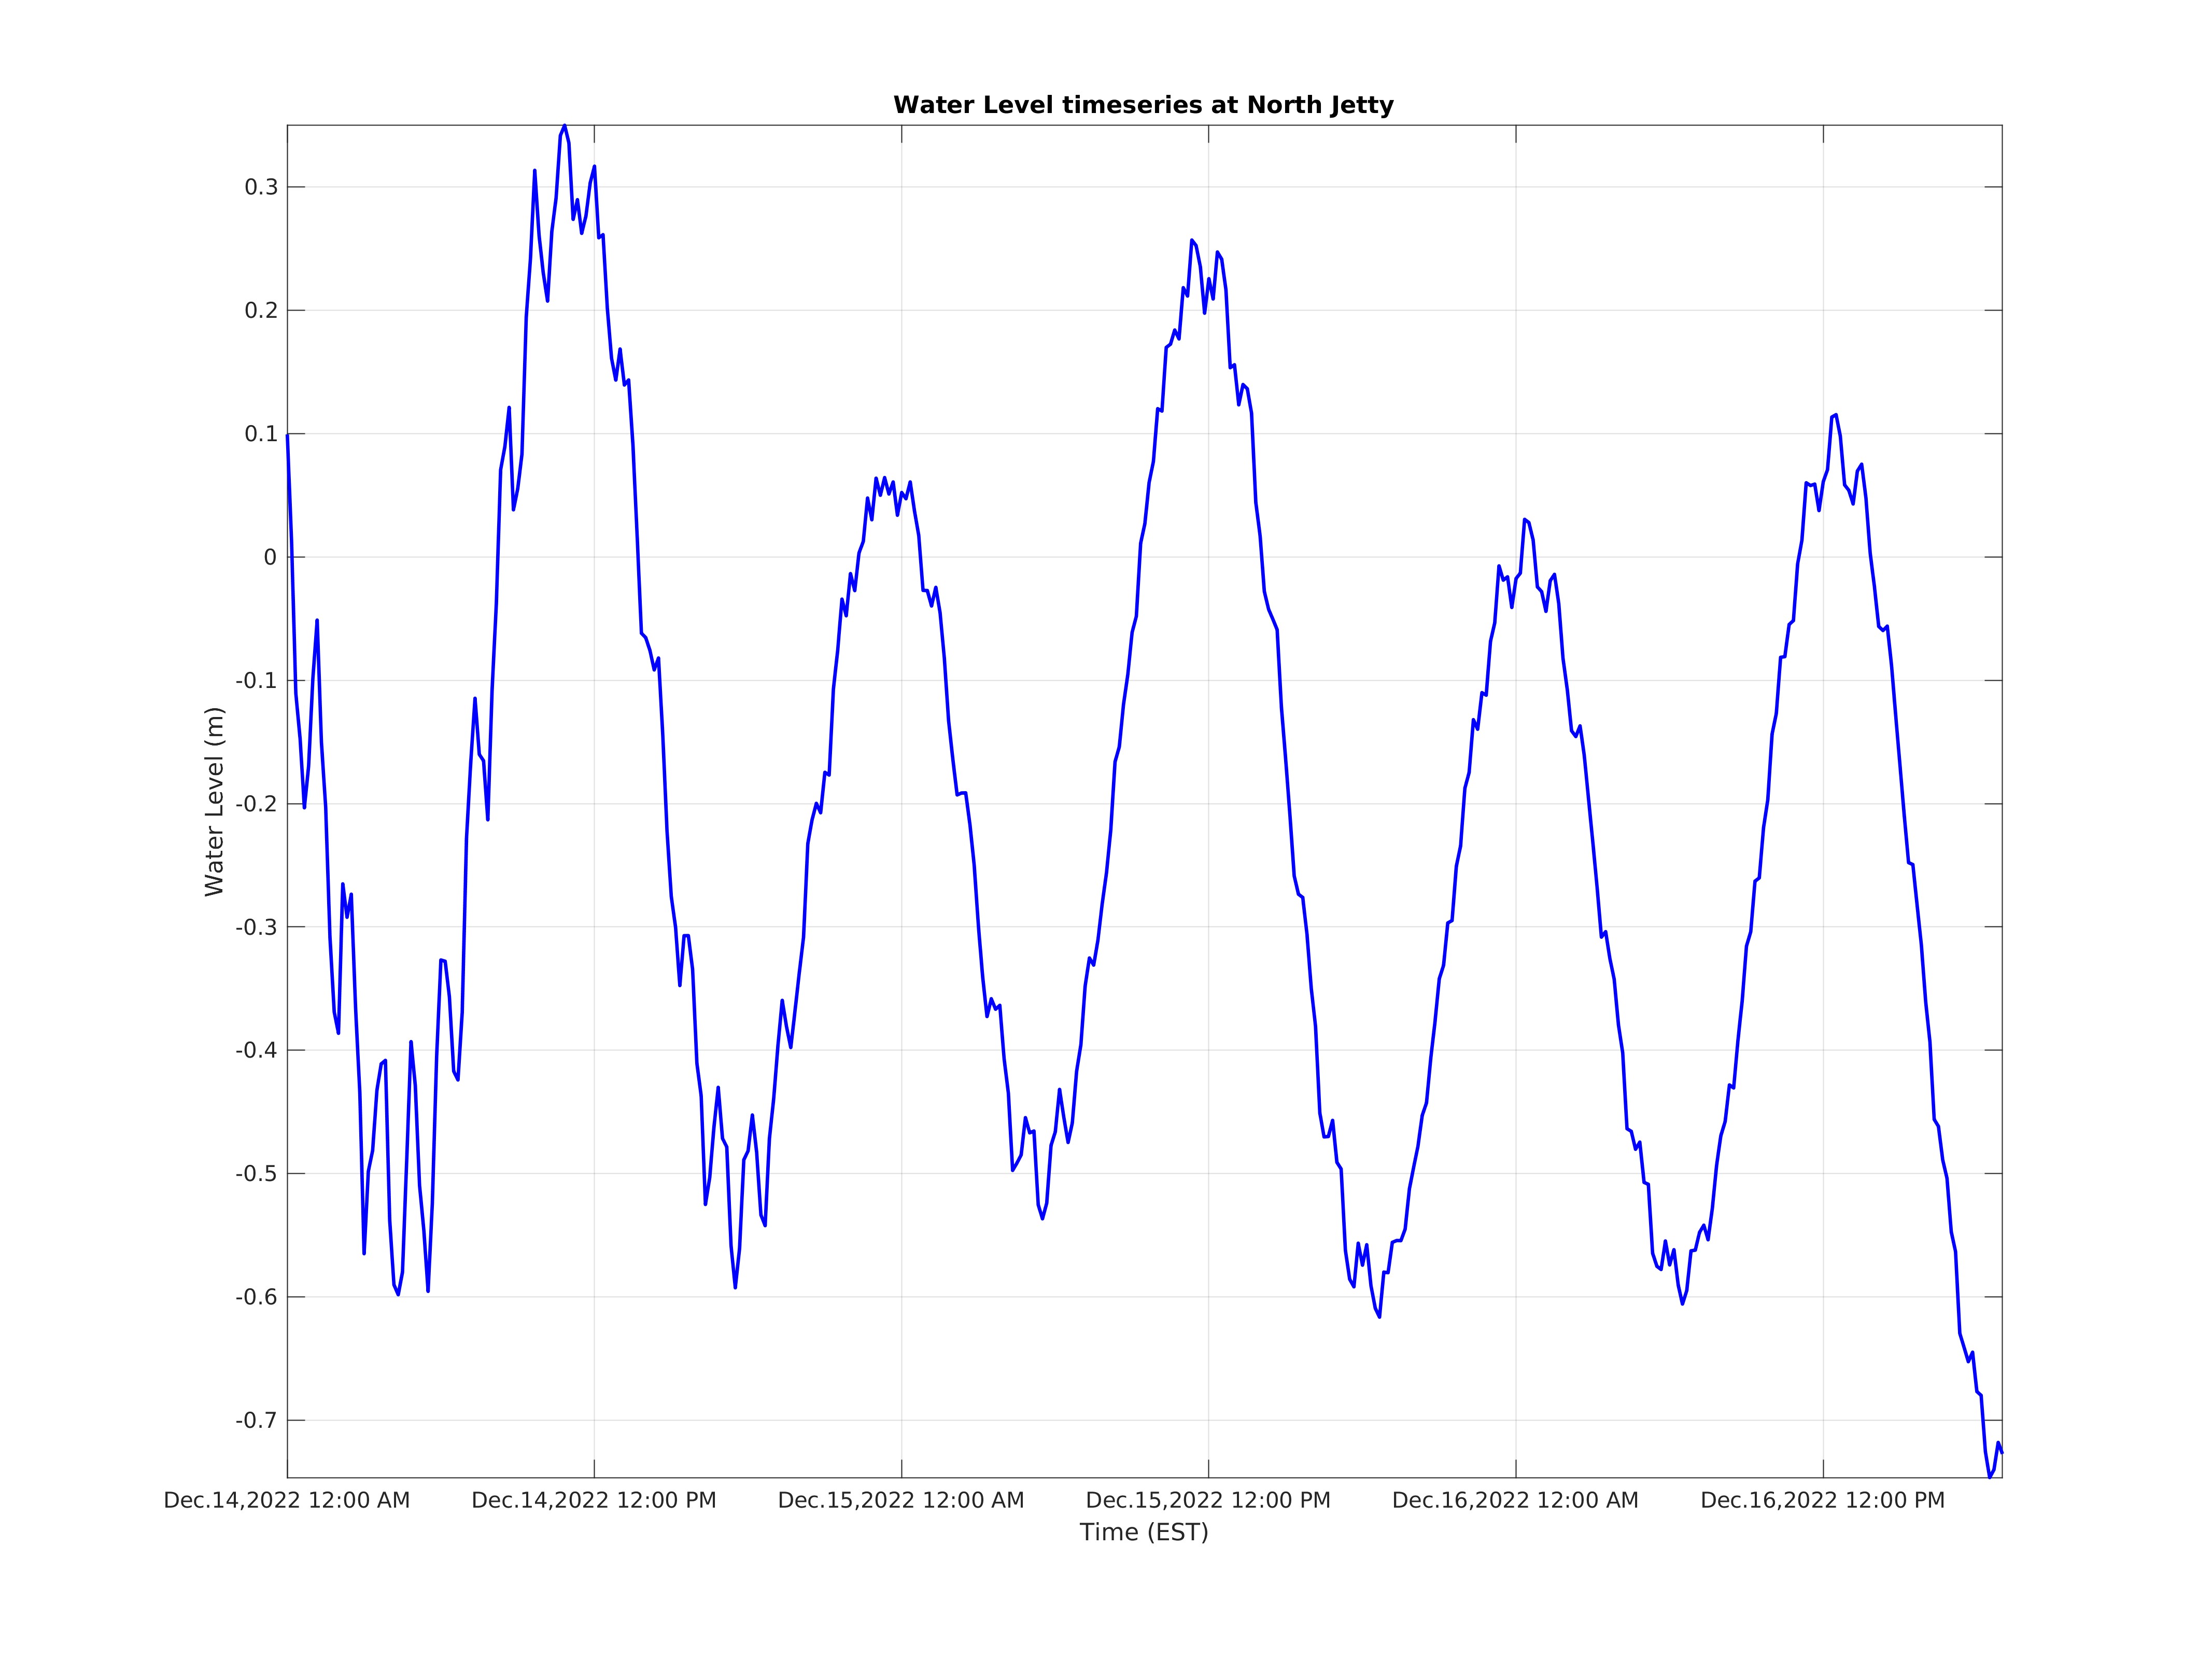 Water Level timeseries at North Jetty
0.3
0.2
0.1
0
-0.1
-0.2
-0.3
-0.4
-0.5
-0.6
-0.7
Water Level (m)
Dec.14,2022 12:00 AM
Dec.14,2022 12:00 PM
Dec.15,2022 12:00 AM
Dec.15,2022 12:00 PM
Dec.16,2022 12:00 AM
Dec.16,2022 12:00 PM
Time (EST)